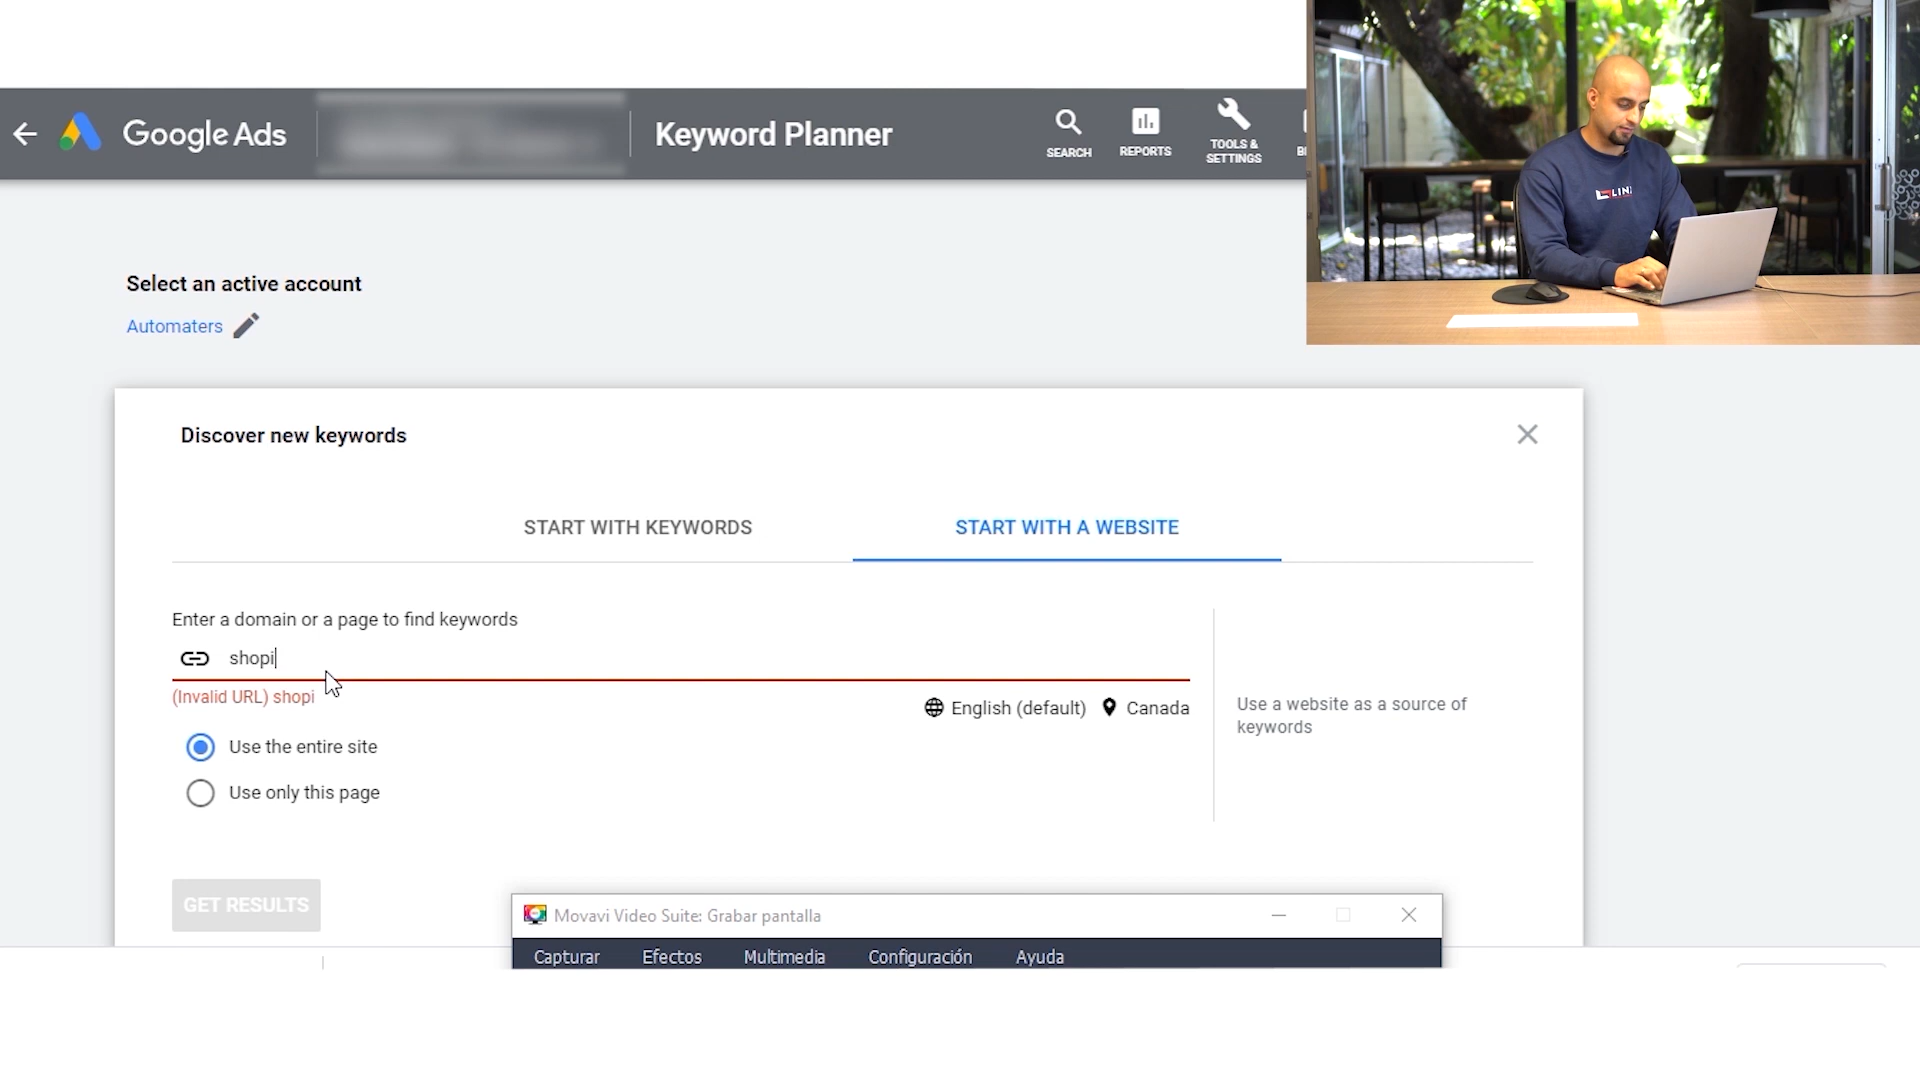 Google Ads
Keyword Planner
SEARCH
REPORTS
TOOLS &
SETTINGS
LIN
Select an active account
Automaters
Discover new keywords
START WITH KEYWORDS
START WITH A WEBSITE
Enter a domain or a page to find keywords
shopi
(Invalid URL) shopi
English (default)
Canada
Use a website as a source of
keywords
Use the entire site
Use only this page
GET RESULTS
Movavi Video Suite: Grabar pantalla
Capturar
Efectos
Multimedia
Configuración
Ayuda